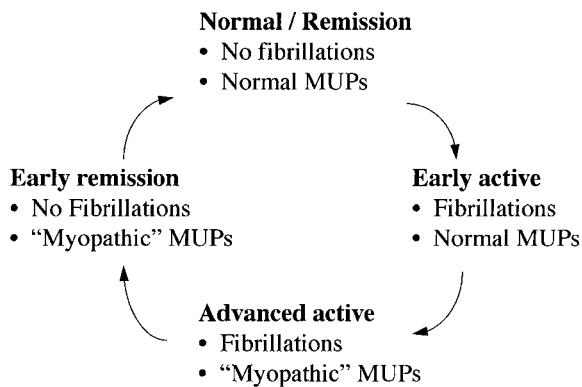 Normal / Remission
• No fibrillations
• Normal MUPs
Early active
• Fibrillations
• Normal MUPs
Advanced active
• Fibrillations
• “Myopathic” MUPs
Early remission
• No Fibrillations
• “Myopathic” MUPs